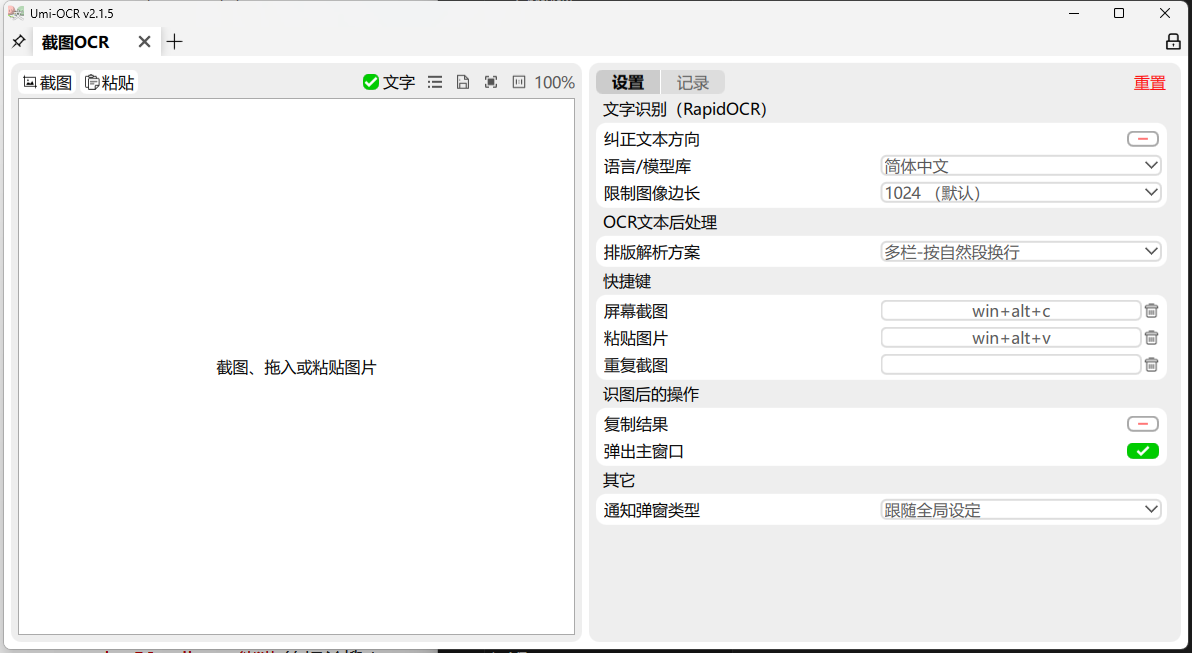 Umi-OCR v2.1.5
截图OCR
截图 粘贴 文字 100%
截图、拖入或粘贴图片
设置 记录 重置
文字识别（RapidOCR）
纠正文本方向
语言/模型库 简体中文
限制图像边长 1024 （默认）
OCR文本后处理
排版解析方案 多栏-按自然段换行
快捷键
屏幕截图 win+alt+c
粘贴图片 win+alt+v
重复截图
识图后的操作
复制结果
弹出主窗口
其它
通知弹窗类型 跟随全局设定